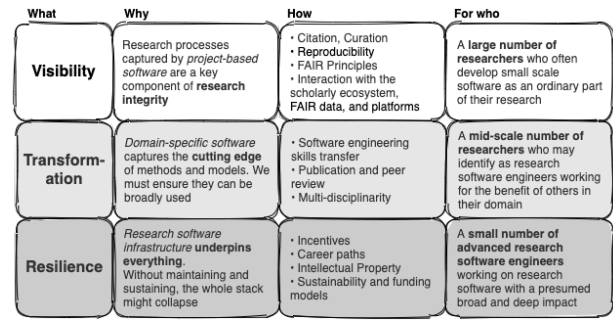 What Why How For who
Visibility
Research processes
captured by project-based
software are a key
component of research
integrity
• Citation, Curation
• Reproducibility
• FAIR Principles
• Interaction with the
scholarly ecosystem,
FAIR data, and platforms
A large number of
researchers who often
develop small scale
software as an ordinary part
of their research
Transform-
ation
Domain-specific software
captures the cutting edge
of methods and models. We
must ensure they can be
broadly used
• Software engineering
skills transfer
• Publication and peer
review
• Multi-disciplinarity
A mid-scale number of
researchers who may
identify as research
software engineers working
for the benefit of others in
their domain
Resilience
Research software
infrastructure underpins
everything.
Without maintaining and
sustaining, the whole stack
might collapse
• Incentives
• Career paths
• Intellectual Property
• Sustainability and funding
models
A small number of
advanced research
software engineers
working on research
software with a presumed
broad and deep impact